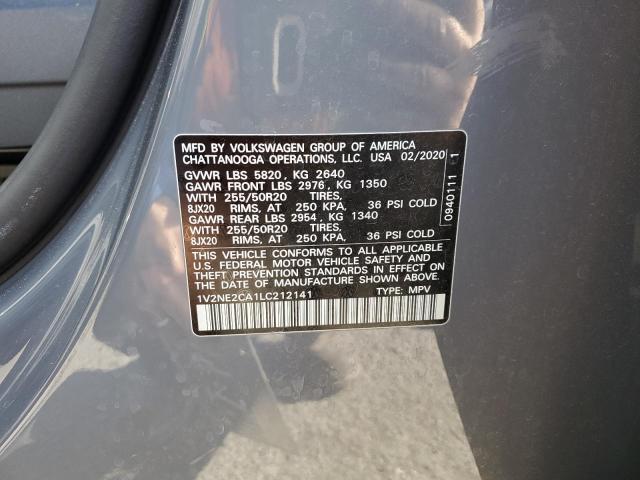 MFD BY VOLKSWAGEN GROUP OF AMERICA
CHATTANOOGA OPERATIONS, LLC. USA 02/2020
GVWR LBS 5820, KG 2640
GAWR FRONT LBS 2976, KG 1350
WITH 255/50R20 TIRES,
8JX20 RIMS, AT 250 KPA, 36 PSI COLD
GAWR REAR LBS 2954, KG 1340
WITH 255/50R20 TIRES,
8JX20 RIMS, AT 250 KPA, 36 PSI COLD
THIS VEHICLE CONFORMS TO ALL APPLICABLE
U.S. FEDERAL MOTOR VEHICLE SAFETY AND
THEFT PREVENTION STANDARDS IN EFFECT ON
THE DATE OF MANUFACTURE SHOWN ABOVE
1V2NE2CA1LC212141 TYPE: MPV
0940111